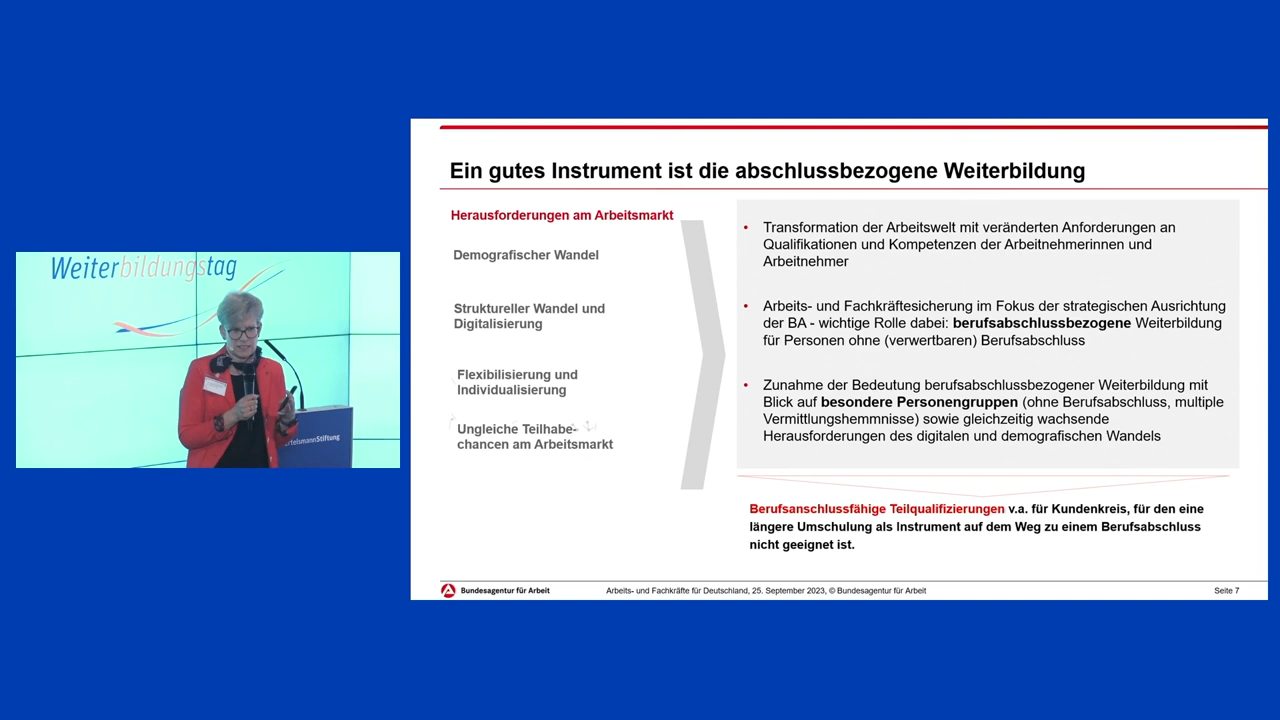 Weiterbildungstag
ertelsmannStiftung
Ein gutes Instrument ist die abschlussbezogene Weiterbildung
Herausforderungen am Arbeitsmarkt
Demografischer Wandel
Struktureller Wandel und
Digitalisierung
Flexibilisierung und
Individualisierung
Ungleiche Teilhabe-
chancen am Arbeitsmarkt
• Transformation der Arbeitswelt mit veränderten Anforderungen an
Qualifikationen und Kompetenzen der Arbeitnehmerinnen und
Arbeitnehmer
• Arbeits- und Fachkräftesicherung im Fokus der strategischen Ausrichtung
der BA - wichtige Rolle dabei: berufsabschlussbezogene Weiterbildung
für Personen ohne (verwertbaren) Berufsabschluss
• Zunahme der Bedeutung berufsabschlussbezogener Weiterbildung mit
Blick auf besondere Personengruppen (ohne Berufsabschluss, multiple
Vermittlungshemmnisse) sowie gleichzeitig wachsende
Herausforderungen des digitalen und demografischen Wandels
Berufsanschlussfähige Teilqualifizierungen v.a. für Kundenkreis, für den eine
längere Umschulung als Instrument auf dem Weg zu einem Berufsabschluss
nicht geeignet ist.
Bundesagentur für Arbeit
Arbeits- und Fachkräfte für Deutschland, 25. September 2023, © Bundesagentur für Arbeit
Seite 7